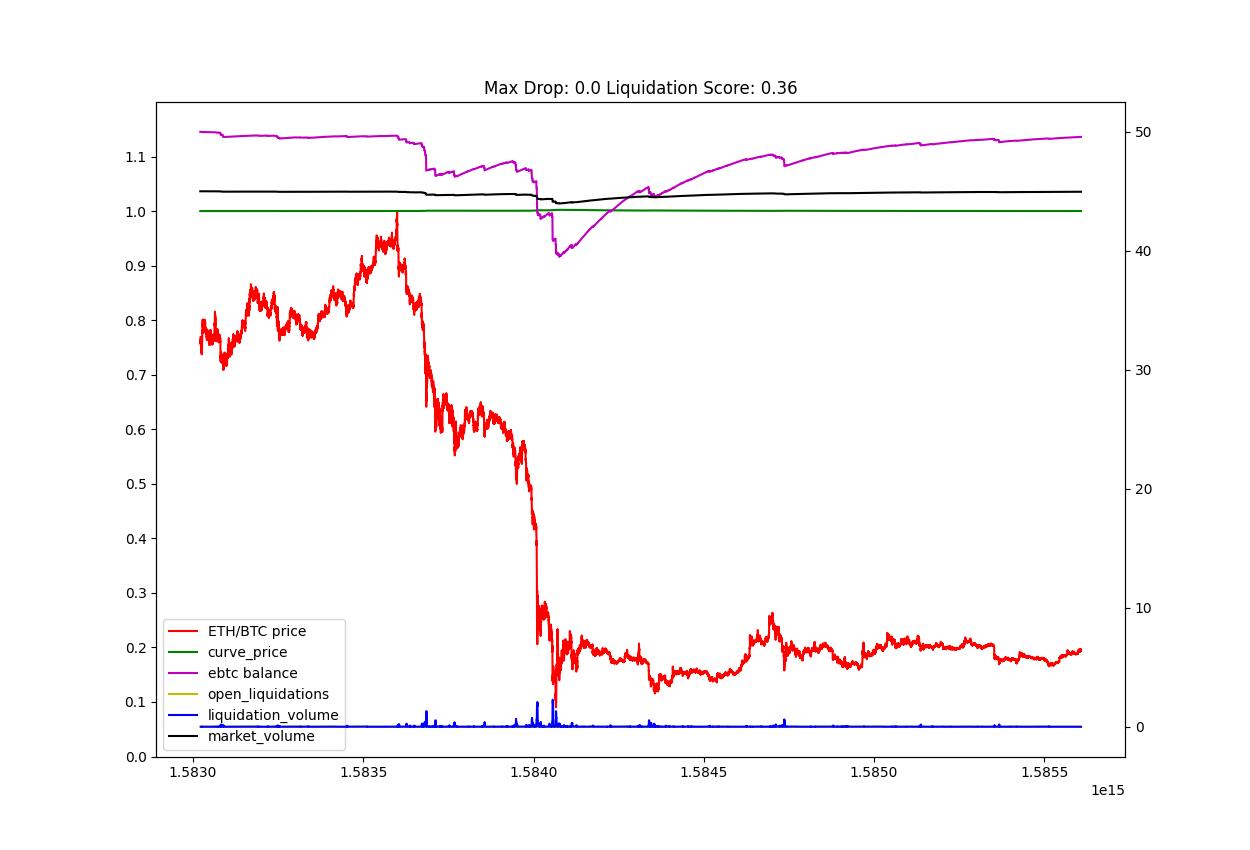 Max Drop: 0.0 Liquidation Score: 0.36
1.1
1.0
0.9
0.8
0.7
0.6
0.5
0.4
0.3
0.2
0.1
0.0
50
40
30
20
10
0
ETH/BTC price
curve_price
ebtc balance
open_liquidations
liquidation_volume
market_volume
1.5830 1.5835 1.5840 1.5845 1.5850 1.5855
1e15